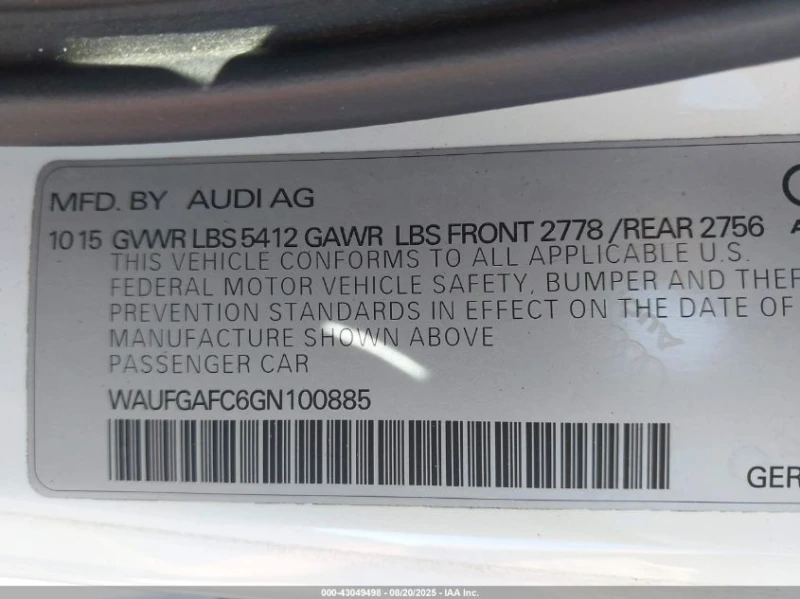 MFD. BY AUDI AG
10 15 GVWR LBS 5412 GAWR LBS FRONT 2778 /REAR 2756
THIS VEHICLE CONFORMS TO ALL APPLICABLE U.S.
FEDERAL MOTOR VEHICLE SAFETY, BUMPER AND THEF
PREVENTION STANDARDS IN EFFECT ON THE DATE OF
MANUFACTURE SHOWN ABOVE
PASSENGER CAR
WAUFGAFC6GN100885
GER
000-43049498 - 08/20/2025 - IAA Inc.